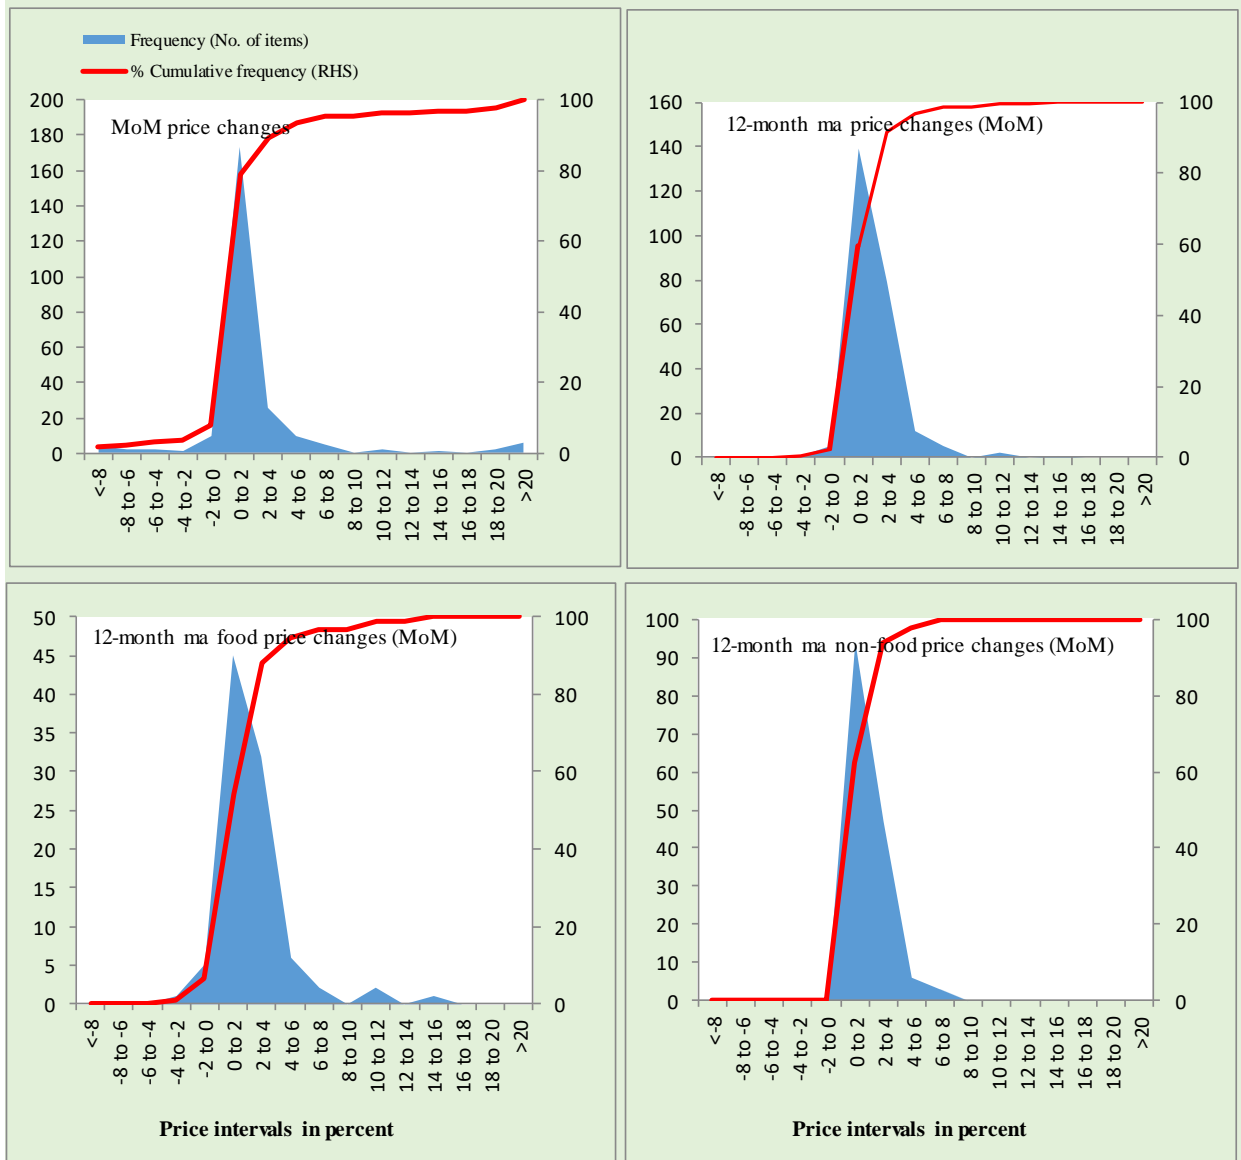 Frequency (No. of items)
% Cumulative frequency (RHS)
MoM price changes
200
180
160
140
120
100
80
60
40
20
0
100
80
60
40
20
0
<-8
-8 to -6
-6 to -4
-4 to -2
-2 to 0
0 to 2
2 to 4
4 to 6
6 to 8
8 to 10
10 to 12
12 to 14
14 to 16
16 to 18
18 to 20
>20
12-month ma price changes (MoM)
160
140
120
100
80
60
40
20
0
100
80
60
40
20
0
<-8
-8 to -6
-6 to -4
-4 to -2
-2 to 0
0 to 2
2 to 4
4 to 6
6 to 8
8 to 10
10 to 12
12 to 14
14 to 16
16 to 18
18 to 20
>20
12-month ma food price changes (MoM)
50
45
40
35
30
25
20
15
10
5
0
100
80
60
40
20
0
<-8
-8 to -6
-6 to -4
-4 to -2
-2 to 0
0 to 2
2 to 4
4 to 6
6 to 8
8 to 10
10 to 12
12 to 14
14 to 16
16 to 18
18 to 20
>20
Price intervals in percent
12-month ma non-food price changes (MoM)
100
90
80
70
60
50
40
30
20
10
0
100
80
60
40
20
0
<-8
-8 to -6
-6 to -4
-4 to -2
-2 to 0
0 to 2
2 to 4
4 to 6
6 to 8
8 to 10
10 to 12
12 to 14
14 to 16
16 to 18
18 to 20
>20
Price intervals in percent